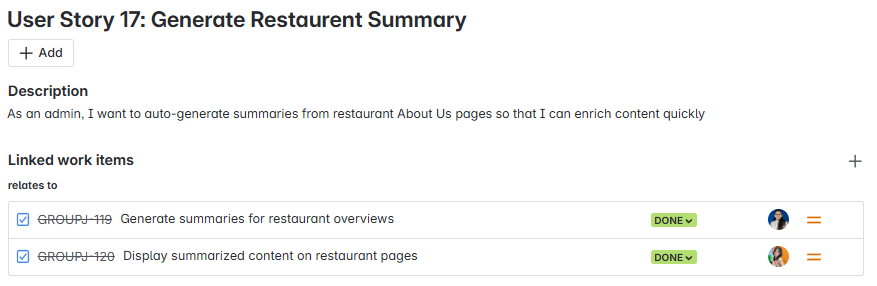 User Story 17: Generate Restaurent Summary
Add
Description
As an admin, I want to auto-generate summaries from restaurant About Us pages so that I can enrich content quickly
Linked work items
relates to
GROUPJ-119 Generate summaries for restaurant overviews DONE
GROUPJ-120 Display summarized content on restaurant pages DONE